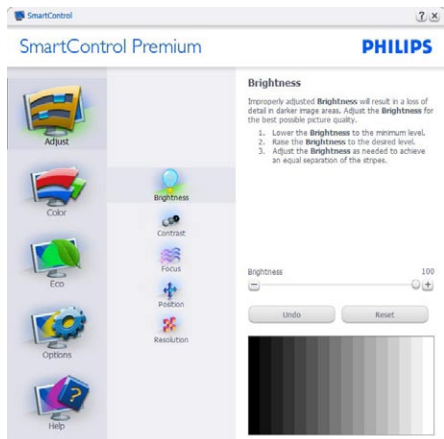 SmartControl
SmartControl Premium
PHILIPS
Adjust
Color
Eco
Options
Help
Brightness
Contrast
Focus
Position
Resolution
Brightness
Improperly adjusted Brightness will result in a loss of
detail in darker image areas. Adjust the Brightness for
the best possible picture quality.
1. Lower the Brightness to the minimum level.
2. Raise the Brightness to the desired level.
3. Adjust the Brightness as needed to achieve
an equal separation of the stripes.
Brightness 100
Undo Reset